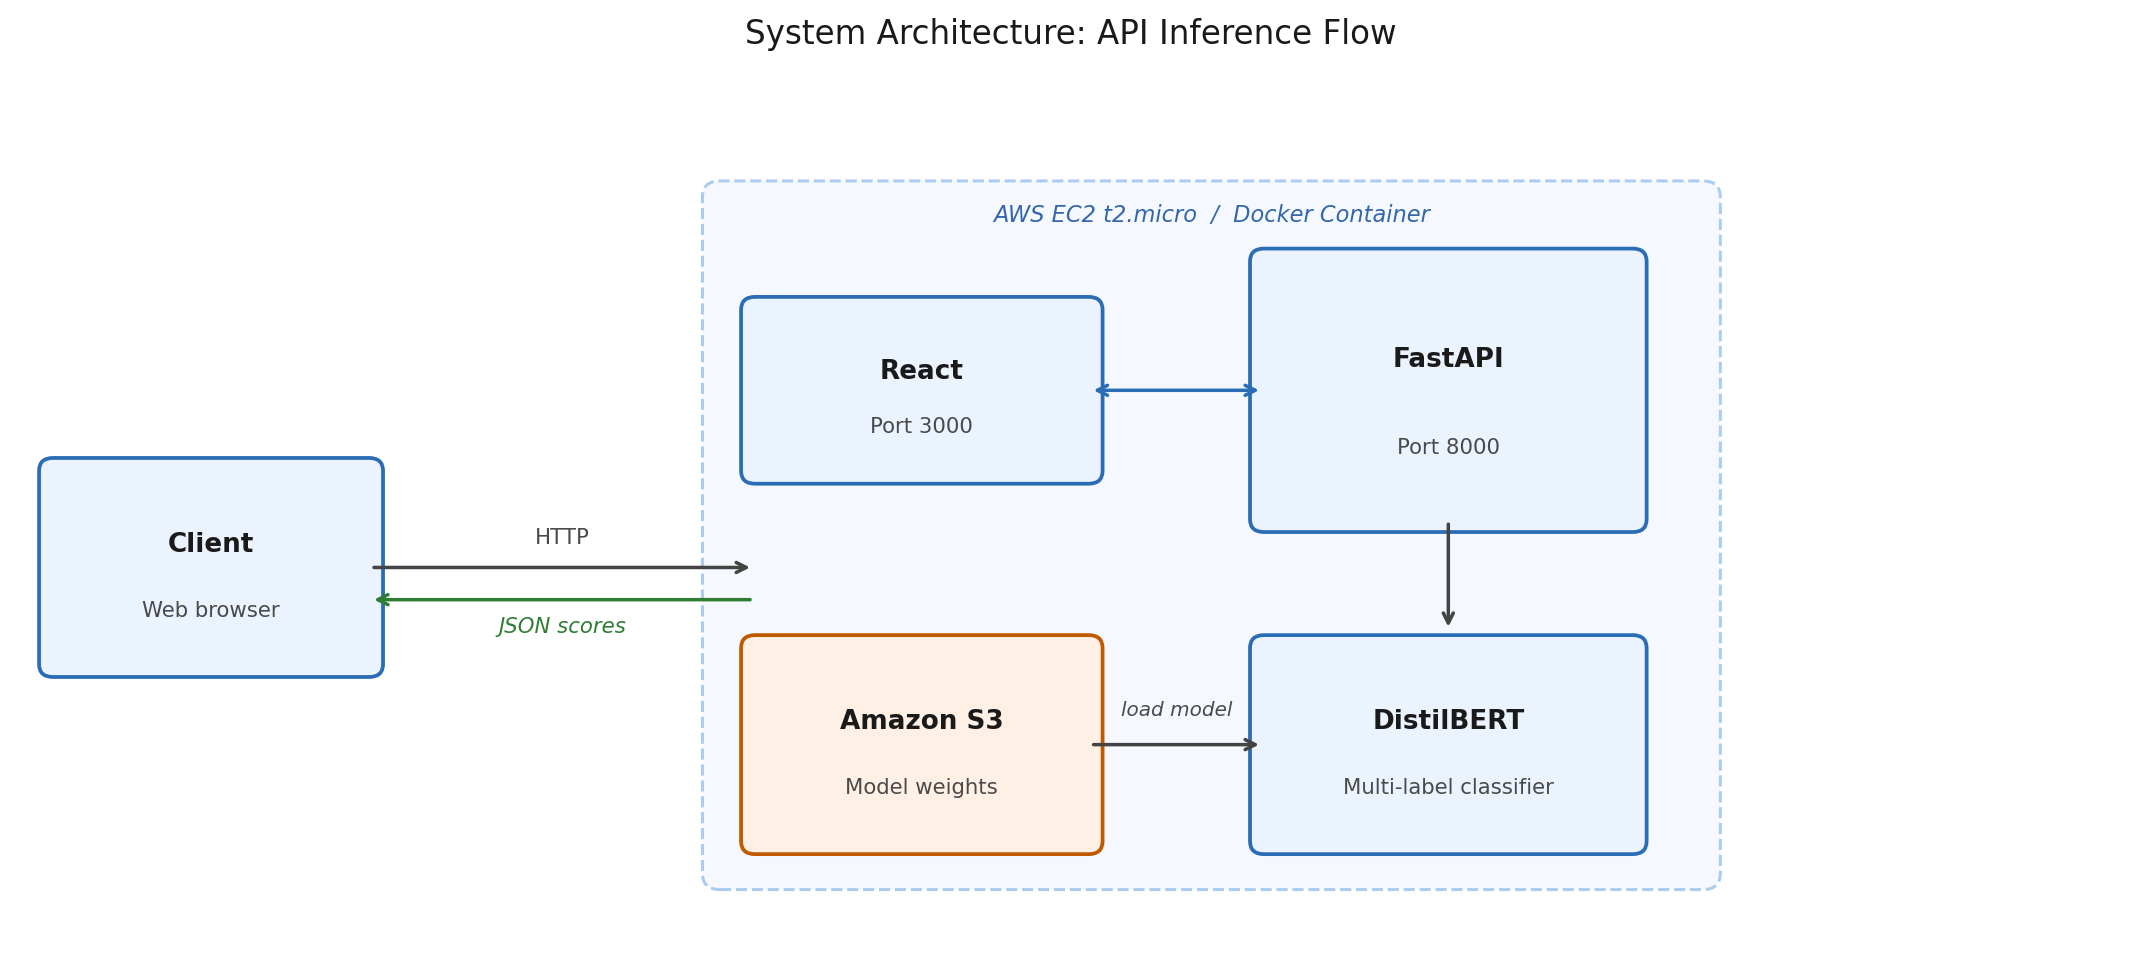 System Architecture: API Inference Flow
AWS EC2 t2.micro / Docker Container
React
Port 3000
FastAPI
Port 8000
Client
Web browser
HTTP
JSON scores
Amazon S3
Model weights
load model
DistilBERT
Multi-label classifier